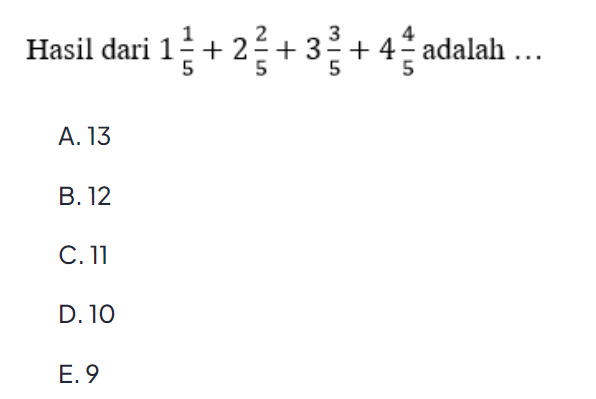 Hasil dari 1 1/5 + 2 2/5 + 3 3/5 + 4 4/5 adalah ...
A. 13
B. 12
C. 11
D. 10
E. 9